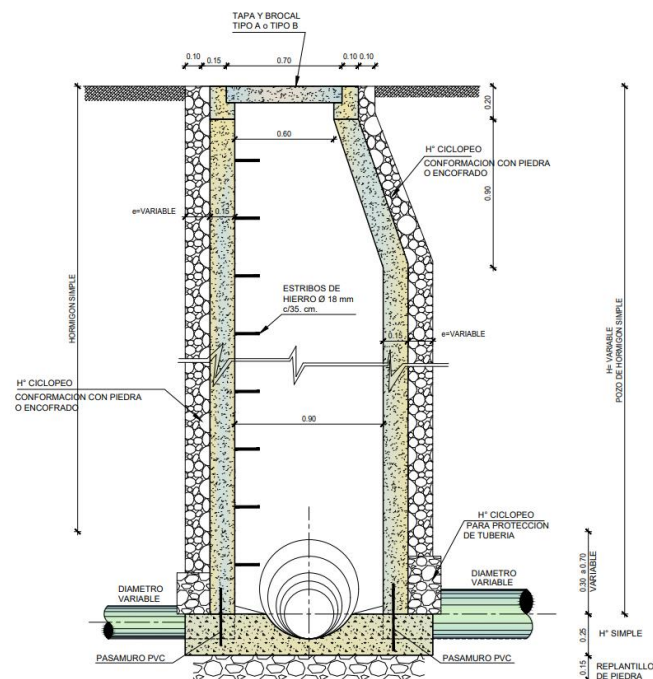 TAPA Y BROCAL
TIPO A o TIPO B
0.10
0.15
0.70
0.10
0.10
0.20
0.60
H° CICLOPEO
CONFORMACION CON PIEDRA
O ENCOFRADO
0.90
e=VARIABLE
0.15
HORMIGON SIMPLE
ESTRIBOS DE
HIERRO Ø 18 mm
c/35. cm.
0.15
e=VARIABLE
H= VARIABLE
POZO DE HORMIGON SIMPLE
H° CICLOPEO
CONFORMACION CON PIEDRA
O ENCOFRADO
0.90
H° CICLOPEO
PARA PROTECCION
DE TUBERIA
0.30 a 0.70
VARIABLE
DIAMETRO
VARIABLE
DIAMETRO
VARIABLE
0.25
H° SIMPLE
PASAMURO PVC
PASAMURO PVC
0.15
REPLANTILLO
DE PIEDRA